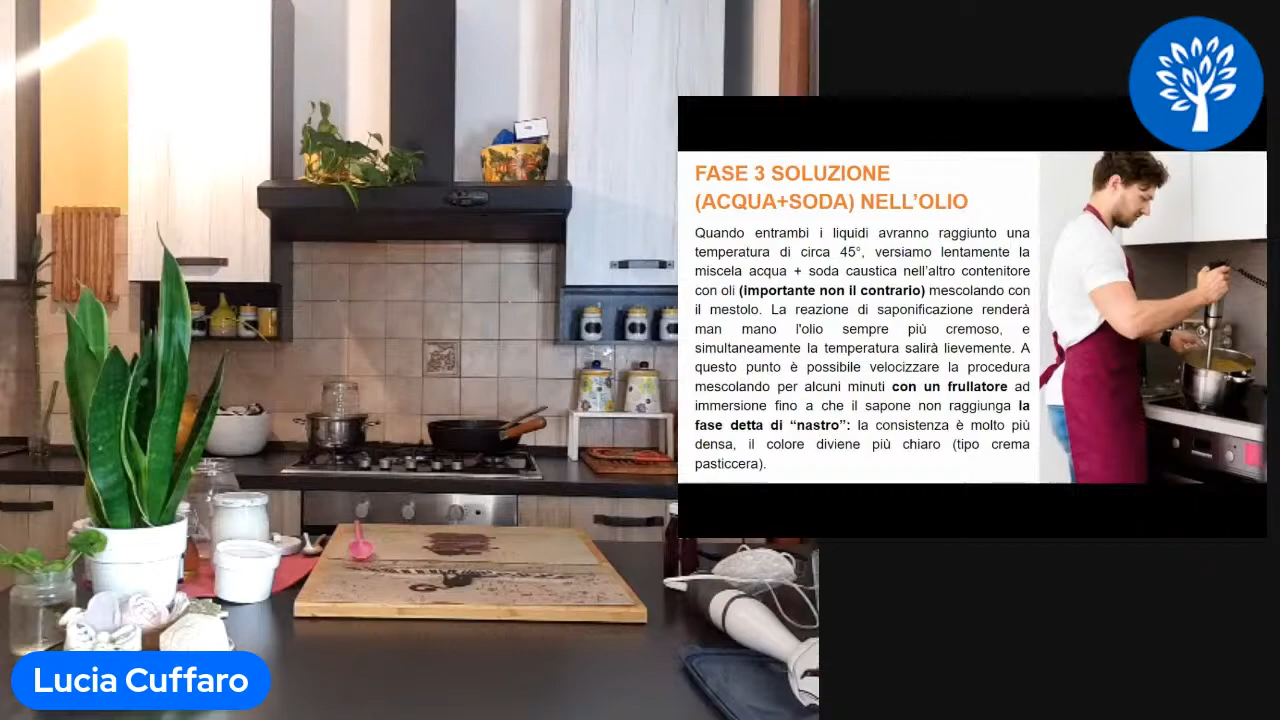 FASE 3 SOLUZIONE
(ACQUA+SODA) NELL’OLIO
Quando entrambi i liquidi avranno raggiunto una
temperatura di circa 45°, versiamo lentamente la
miscela acqua + soda caustica nell’altro contenitore
con oli (importante non il contrario) mescolando con
il mestolo. La reazione di saponificazione renderà
man mano l'olio sempre più cremoso, e
simultaneamente la temperatura salirà lievemente. A
questo punto è possibile velocizzare la procedura
mescolando per alcuni minuti con un frullatore ad
immersione fino a che il sapone non raggiunga la
fase detta di “nastro”: la consistenza è molto più
densa, il colore diviene più chiaro (tipo crema
pasticcera).
Lucia Cuffaro